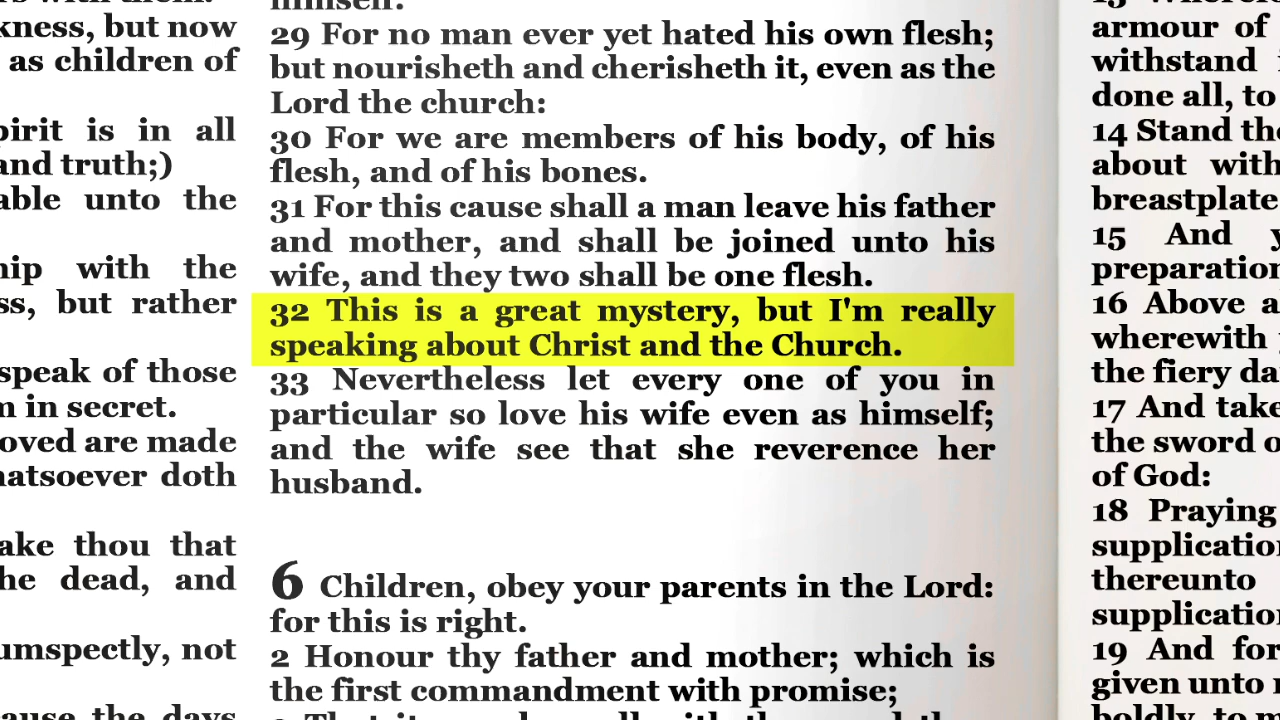 kness, but now
as children of
pirit is in all
and truth;)
able unto the
hip with the
ss, but rather
speak of those
m in secret.
oved are made
hatsoever doth
ake thou that
he dead, and
umspectly, not
ause the days
himself.
29 For no man ever yet hated his own flesh;
but nourisheth and cherisheth it, even as the
Lord the church:
30 For we are members of his body, of his
flesh, and of his bones.
31 For this cause shall a man leave his father
and mother, and shall be joined unto his
wife, and they two shall be one flesh.
32 This is a great mystery, but I'm really
speaking about Christ and the Church.
33 Nevertheless let every one of you in
particular so love his wife even as himself;
and the wife see that she reverence her
husband.
6 Children, obey your parents in the Lord:
for this is right.
2 Honour thy father and mother; which is
the first commandment with promise;
armour of
withstand
done all, to
14 Stand the
about with
breastplate
15 And y
preparation
16 Above a
wherewith
the fiery da
17 And take
the sword o
of God:
18 Praying
supplication
thereunto
supplication
19 And for
given unto
boldly, to m